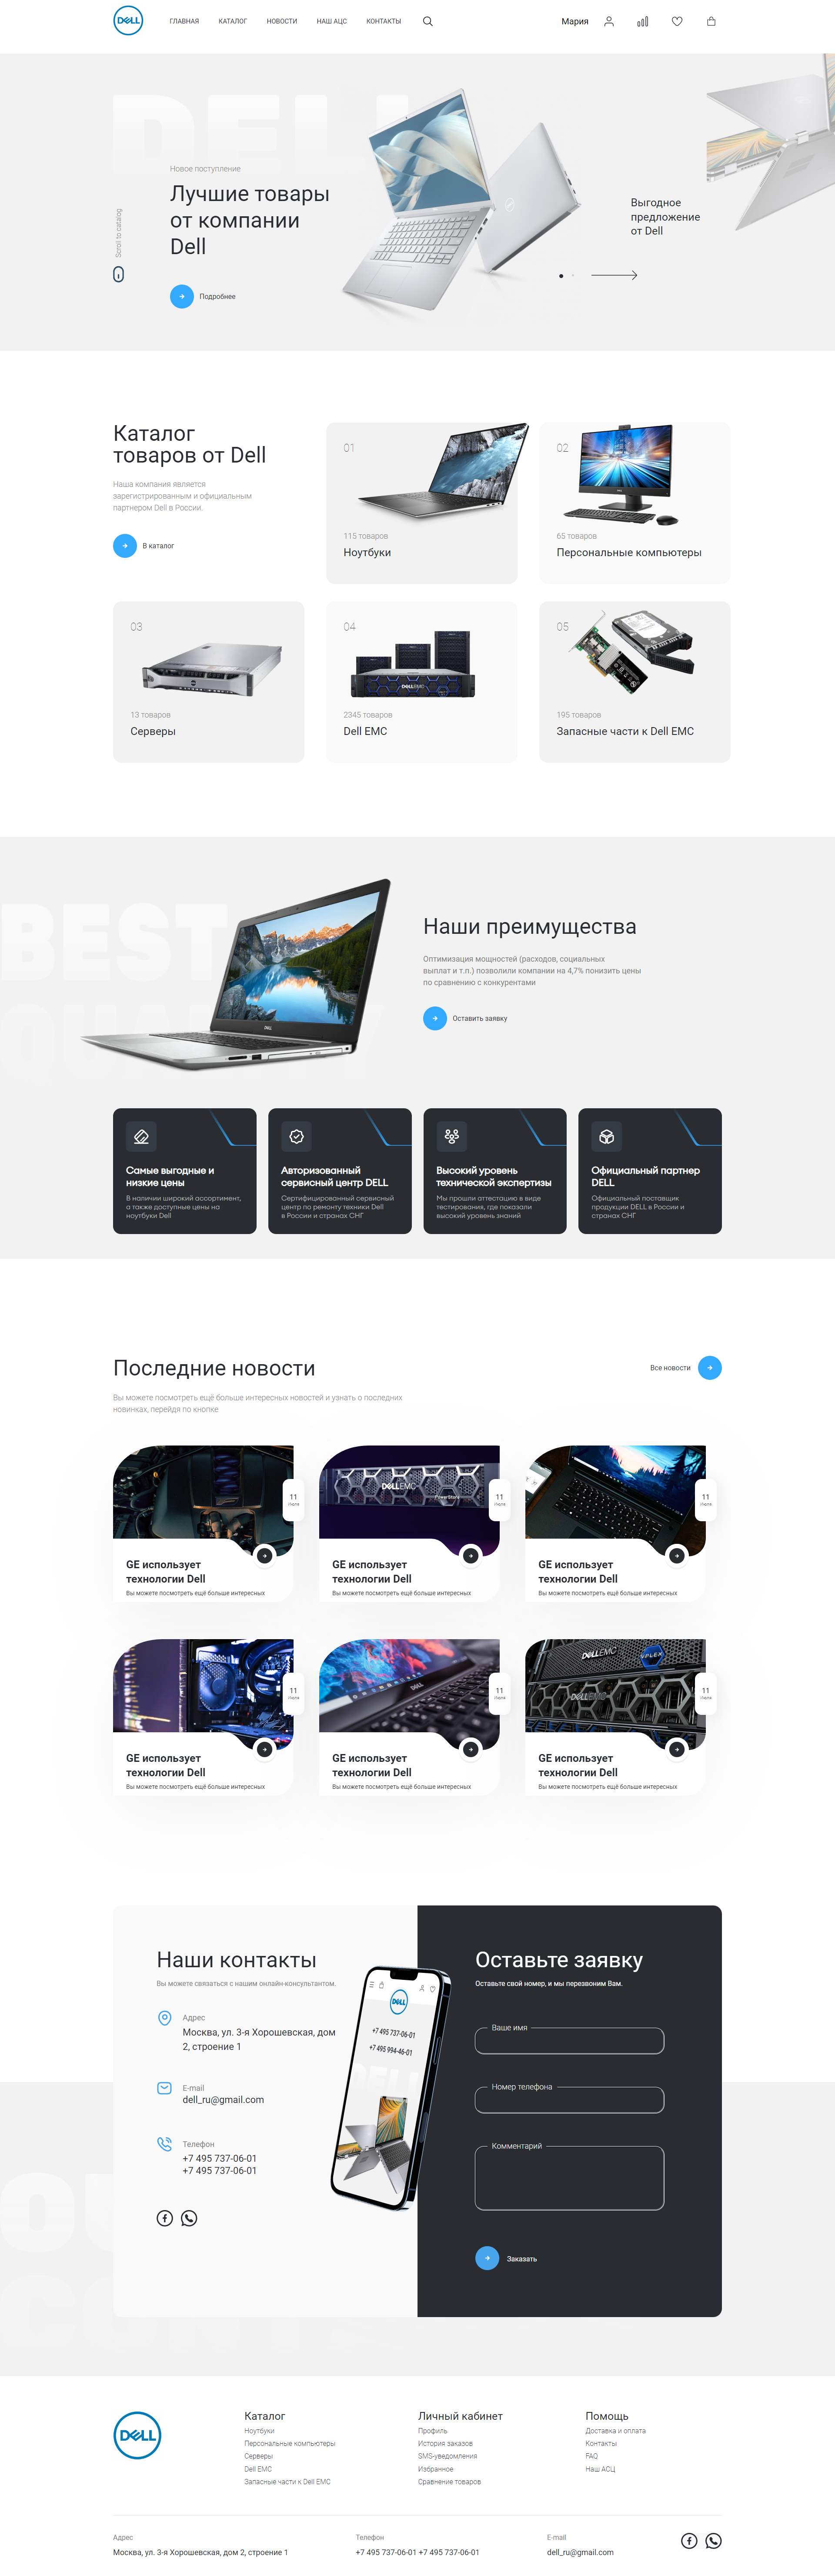 DELL
ГЛАВНАЯ
КАТАЛОГ
НОВОСТИ
НАШ АЦС
КОНТАКТЫ
Мария
DELL
Новое поступление
Лучшие товары
от компании
Dell
Подробнее
Scroll to catalog
Выгодное
предложение
от Dell
Каталог
товаров от Dell
Наша компания является
зарегистрированным и официальным
партнером Dell в России.
В каталог
01
115 товаров
Ноутбуки
02
65 товаров
Персональные компьютеры
03
13 товаров
Серверы
04
DELLEMC
2345 товаров
Dell EMC
05
195 товаров
Запасные части к Dell EMC
BEST
QUALITY
DELL
Наши преимущества
Оптимизация мощностей (расходов, социальных
выплат и т.п.) позволили компании на 4,7% понизить цены
по сравнению с конкурентами
Оставить заявку
Самые выгодные и
низкие цены
В наличии широкий ассортимент,
а также доступные цены на
ноутбуки Dell
Авторизованный
сервисный центр DELL
Сертифицированный сервисный
центр по ремонту техники Dell
в России и странах СНГ
Высокий уровень
технической экспертизы
Мы прошли аттестацию в виде
тестирования, где показали
высокий уровень знаний
Официальный партнер
DELL
Официальный поставщик
продукции DELL в России и
странах СНГ
Последние новости
Все новости
Вы можете посмотреть ещё больше интересных новостей и узнать о последних
новинках, перейдя по кнопке
11
Июля
GE использует
технологии Dell
Вы можете посмотреть ещё больше интересных
DELLEMC
11
Июля
GE использует
технологии Dell
Вы можете посмотреть ещё больше интересных
11
Июля
GE использует
технологии Dell
Вы можете посмотреть ещё больше интересных
11
Июля
GE использует
технологии Dell
Вы можете посмотреть ещё больше интересных
DELL
11
Июля
GE использует
технологии Dell
Вы можете посмотреть ещё больше интересных
DELLEMC
VPLEX
DELLEMC
11
Июля
GE использует
технологии Dell
Вы можете посмотреть ещё больше интересных
Наши контакты
Вы можете связаться с нашим онлайн-консультантом.
Адрес
Москва, ул. 3-я Хорошевская, дом
2, строение 1
E-mail
dell_ru@gmail.com
Телефон
+7 495 737-06-01
+7 495 737-06-01
DELL
+7 495 737-06-01
+7 495 994-46-01
Оставьте заявку
Оставьте свой номер, и мы перезвоним Вам.
Ваше имя
Номер телефона
Комментарий
Заказать
DELL
Каталог
Ноутбуки
Персональные компьютеры
Серверы
Dell EMC
Запасные части к Dell EMC
Личный кабинет
Профиль
История заказов
SMS-уведомления
Избранное
Сравнение товаров
Помощь
Доставка и оплата
Контакты
FAQ
Наш АСЦ
Адрес
Москва, ул. 3-я Хорошевская, дом 2, строение 1
Телефон
+7 495 737-06-01 +7 495 737-06-01
E-mail
dell_ru@gmail.com